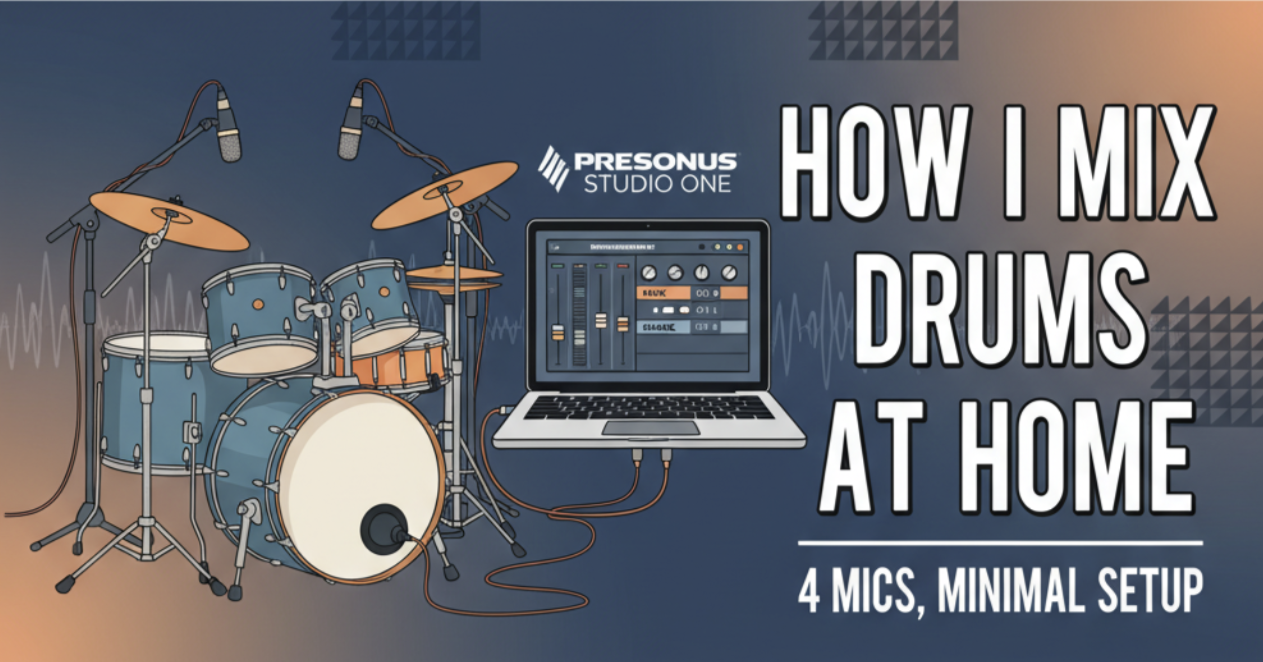 PRESONUS
STUDIO ONE
HOW I MIX
DRUMS
AT HOME
4 MICS, MINIMAL SETUP